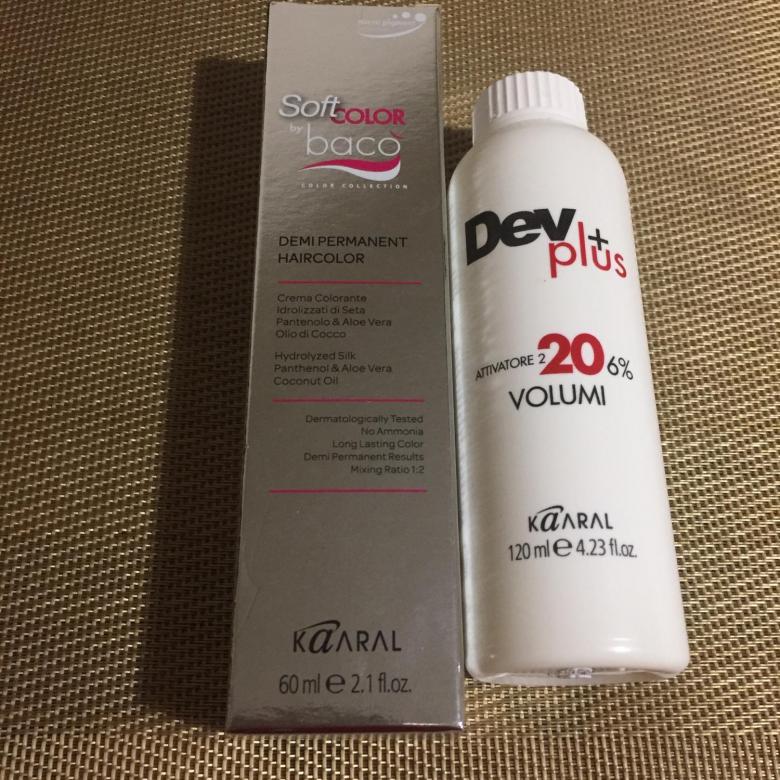 micro pigment
Soft COLOR
by
baco
COLOR COLLECTION
DEMI PERMANENT
HAIRCOLOR
Crema Colorante
Idrolizzati di Seta
Pantenolo & Aloe Vera
Olio di Cocco
Hydrolyzed Silk
Panthenol & Aloe Vera
Coconut Oil
Dermatologically Tested
No Ammonia
Long Lasting Color
Demi Permanent Results
Mixing Ratio 1:2
KaARAL
60 ml e 2.1 fl.oz.
Dev
plus
ATTIVATORE 2 20 6%
VOLUMI
KaARAL
120 ml e 4.23 fl.oz.